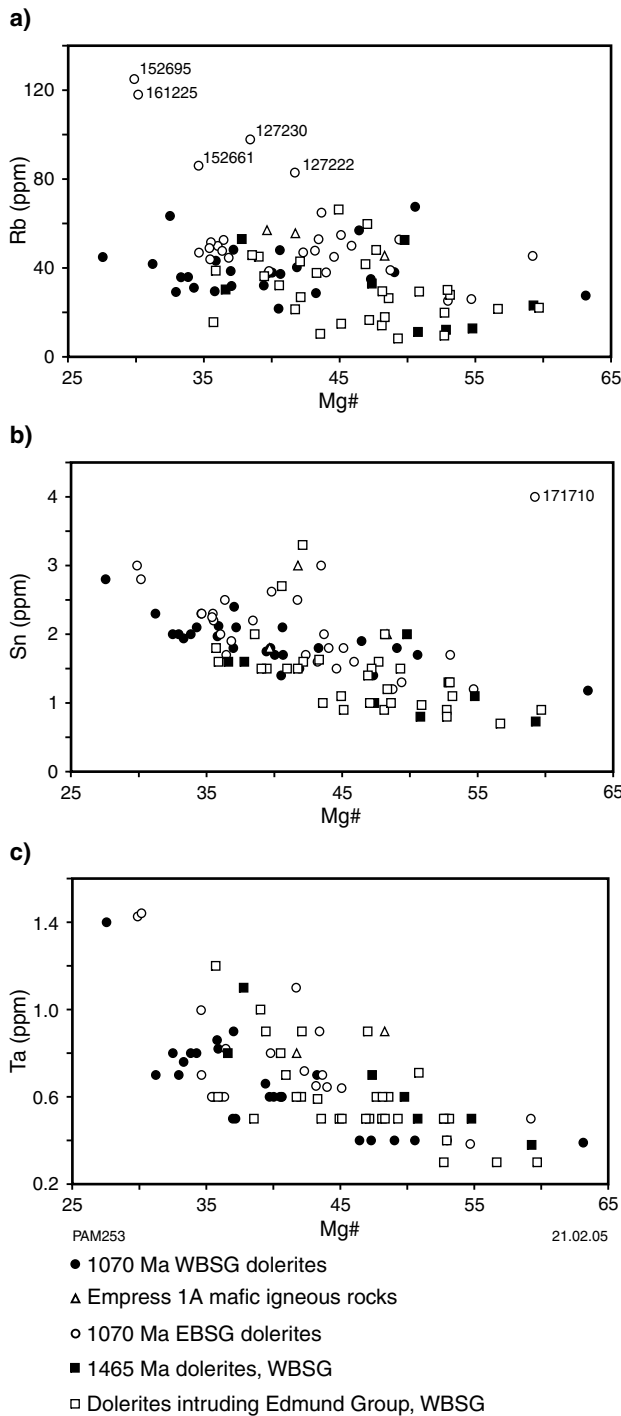 a)
120
80
40
0
Rb (ppm)
152695
161225
127230
152661
127222
25 35 45 55 65
Mg#
b)
4
3
2
1
0
Sn (ppm)
171710
25 35 45 55 65
Mg#
c)
1.4
1.0
0.6
0.2
Ta (ppm)
25 35 45 55 65
Mg#
PAM253 21.02.05
1070 Ma WBSG dolerites
Empress 1A mafic igneous rocks
1070 Ma EBSG dolerites
1465 Ma dolerites, WBSG
Dolerites intruding Edmund Group, WBSG